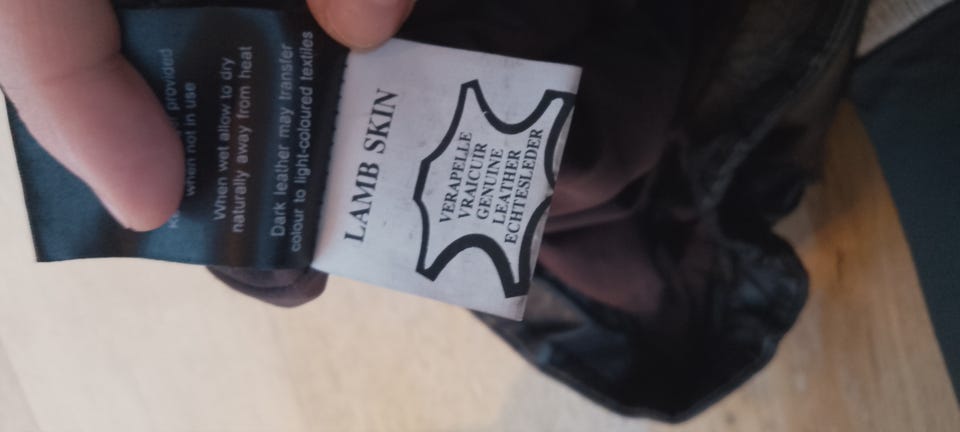 provided
when not in use
When wet allow to dry
naturally away from heat
Dark leather may transfer
colour to light-coloured textiles
LAMB SKIN
VERAPELLE
VRAICUIR
GENUINE
LEATHER
ECHTESLEDER